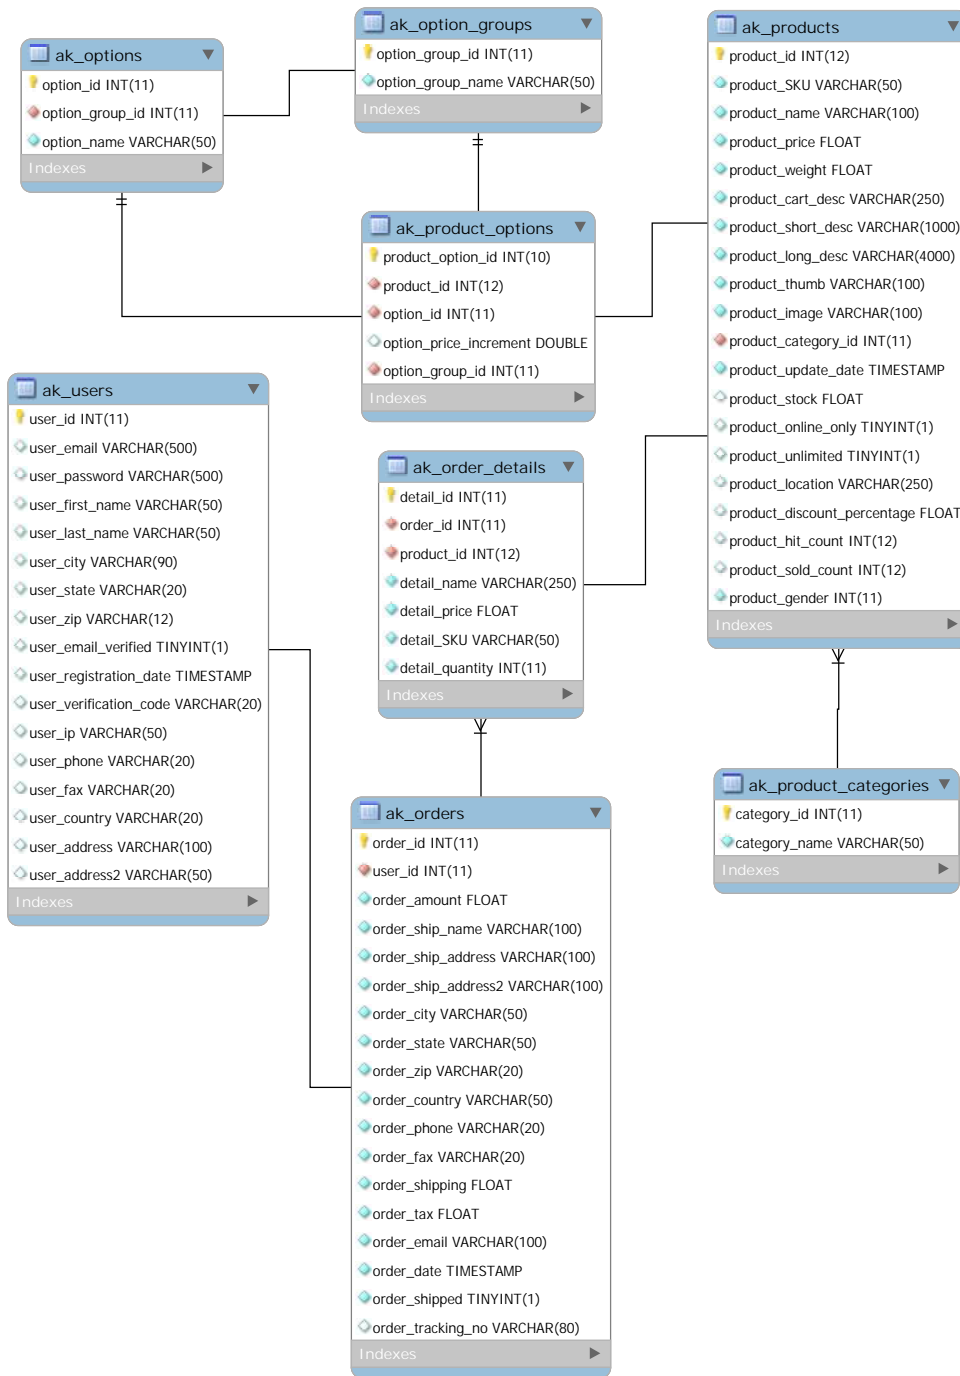 ak_options
option_id INT(11)
option_group_id INT(11)
option_name VARCHAR(50)
Indexes
ak_option_groups
option_group_id INT(11)
option_group_name VARCHAR(50)
Indexes
ak_products
product_id INT(12)
product_SKU VARCHAR(50)
product_name VARCHAR(100)
product_price FLOAT
product_weight FLOAT
product_cart_desc VARCHAR(250)
product_short_desc VARCHAR(1000)
product_long_desc VARCHAR(4000)
product_thumb VARCHAR(100)
product_image VARCHAR(100)
product_category_id INT(11)
product_update_date TIMESTAMP
product_stock FLOAT
product_online_only TINYINT(1)
product_unlimited TINYINT(1)
product_location VARCHAR(250)
product_discount_percentage FLOAT
product_hit_count INT(12)
product_sold_count INT(12)
product_gender INT(11)
Indexes
ak_product_options
product_option_id INT(10)
product_id INT(12)
option_id INT(11)
option_price_increment DOUBLE
option_group_id INT(11)
Indexes
ak_users
user_id INT(11)
user_email VARCHAR(500)
user_password VARCHAR(500)
user_first_name VARCHAR(50)
user_last_name VARCHAR(50)
user_city VARCHAR(90)
user_state VARCHAR(20)
user_zip VARCHAR(12)
user_email_verified TINYINT(1)
user_registration_date TIMESTAMP
user_verification_code VARCHAR(20)
user_ip VARCHAR(50)
user_phone VARCHAR(20)
user_fax VARCHAR(20)
user_country VARCHAR(20)
user_address VARCHAR(100)
user_address2 VARCHAR(50)
Indexes
ak_order_details
detail_id INT(11)
order_id INT(11)
product_id INT(12)
detail_name VARCHAR(250)
detail_price FLOAT
detail_SKU VARCHAR(50)
detail_quantity INT(11)
Indexes
ak_product_categories
category_id INT(11)
category_name VARCHAR(50)
Indexes
ak_orders
order_id INT(11)
user_id INT(11)
order_amount FLOAT
order_ship_name VARCHAR(100)
order_ship_address VARCHAR(100)
order_ship_address2 VARCHAR(100)
order_city VARCHAR(50)
order_state VARCHAR(50)
order_zip VARCHAR(20)
order_country VARCHAR(50)
order_phone VARCHAR(20)
order_fax VARCHAR(20)
order_shipping FLOAT
order_tax FLOAT
order_email VARCHAR(100)
order_date TIMESTAMP
order_shipped TINYINT(1)
order_tracking_no VARCHAR(80)
Indexes